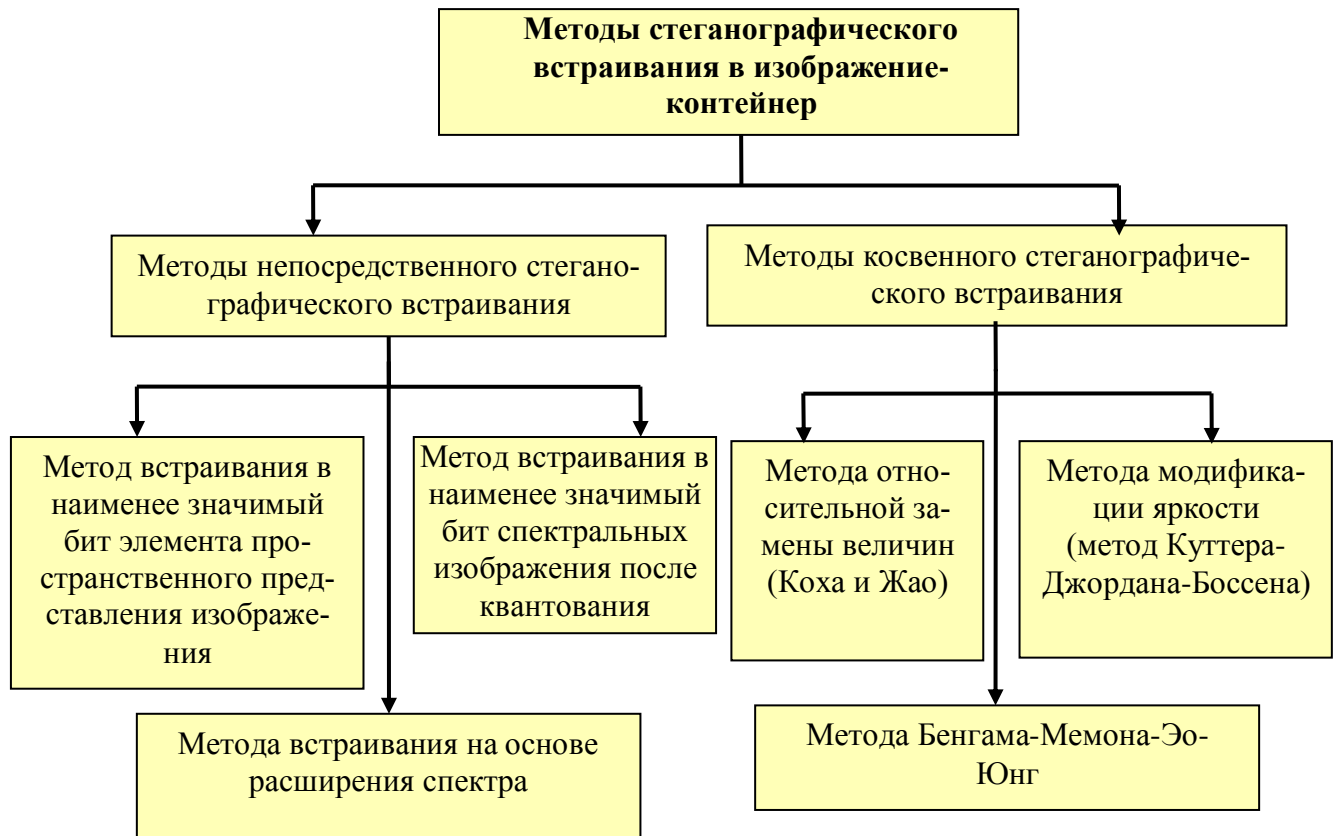 Методы стеганографического
встраивания в изображение-
контейнер
Методы непосредственного стегано-
графического встраивания
Методы косвенного стеганографиче-
ского встраивания
Метод встраивания в
наименее значимый
бит элемента про-
странственного пред-
ставления изображе-
ния
Метод встраивания в
наименее значимый
бит спектральных
изображения после
квантования
Метода отно-
сительной за-
мены величин
(Коха и Жао)
Метода модифика-
ции яркости
(метод Куттера-
Джордана-Боссена)
Метода встраивания на основе
расширения спектра
Метода Бенгама-Мемона-Эо-
Юнг